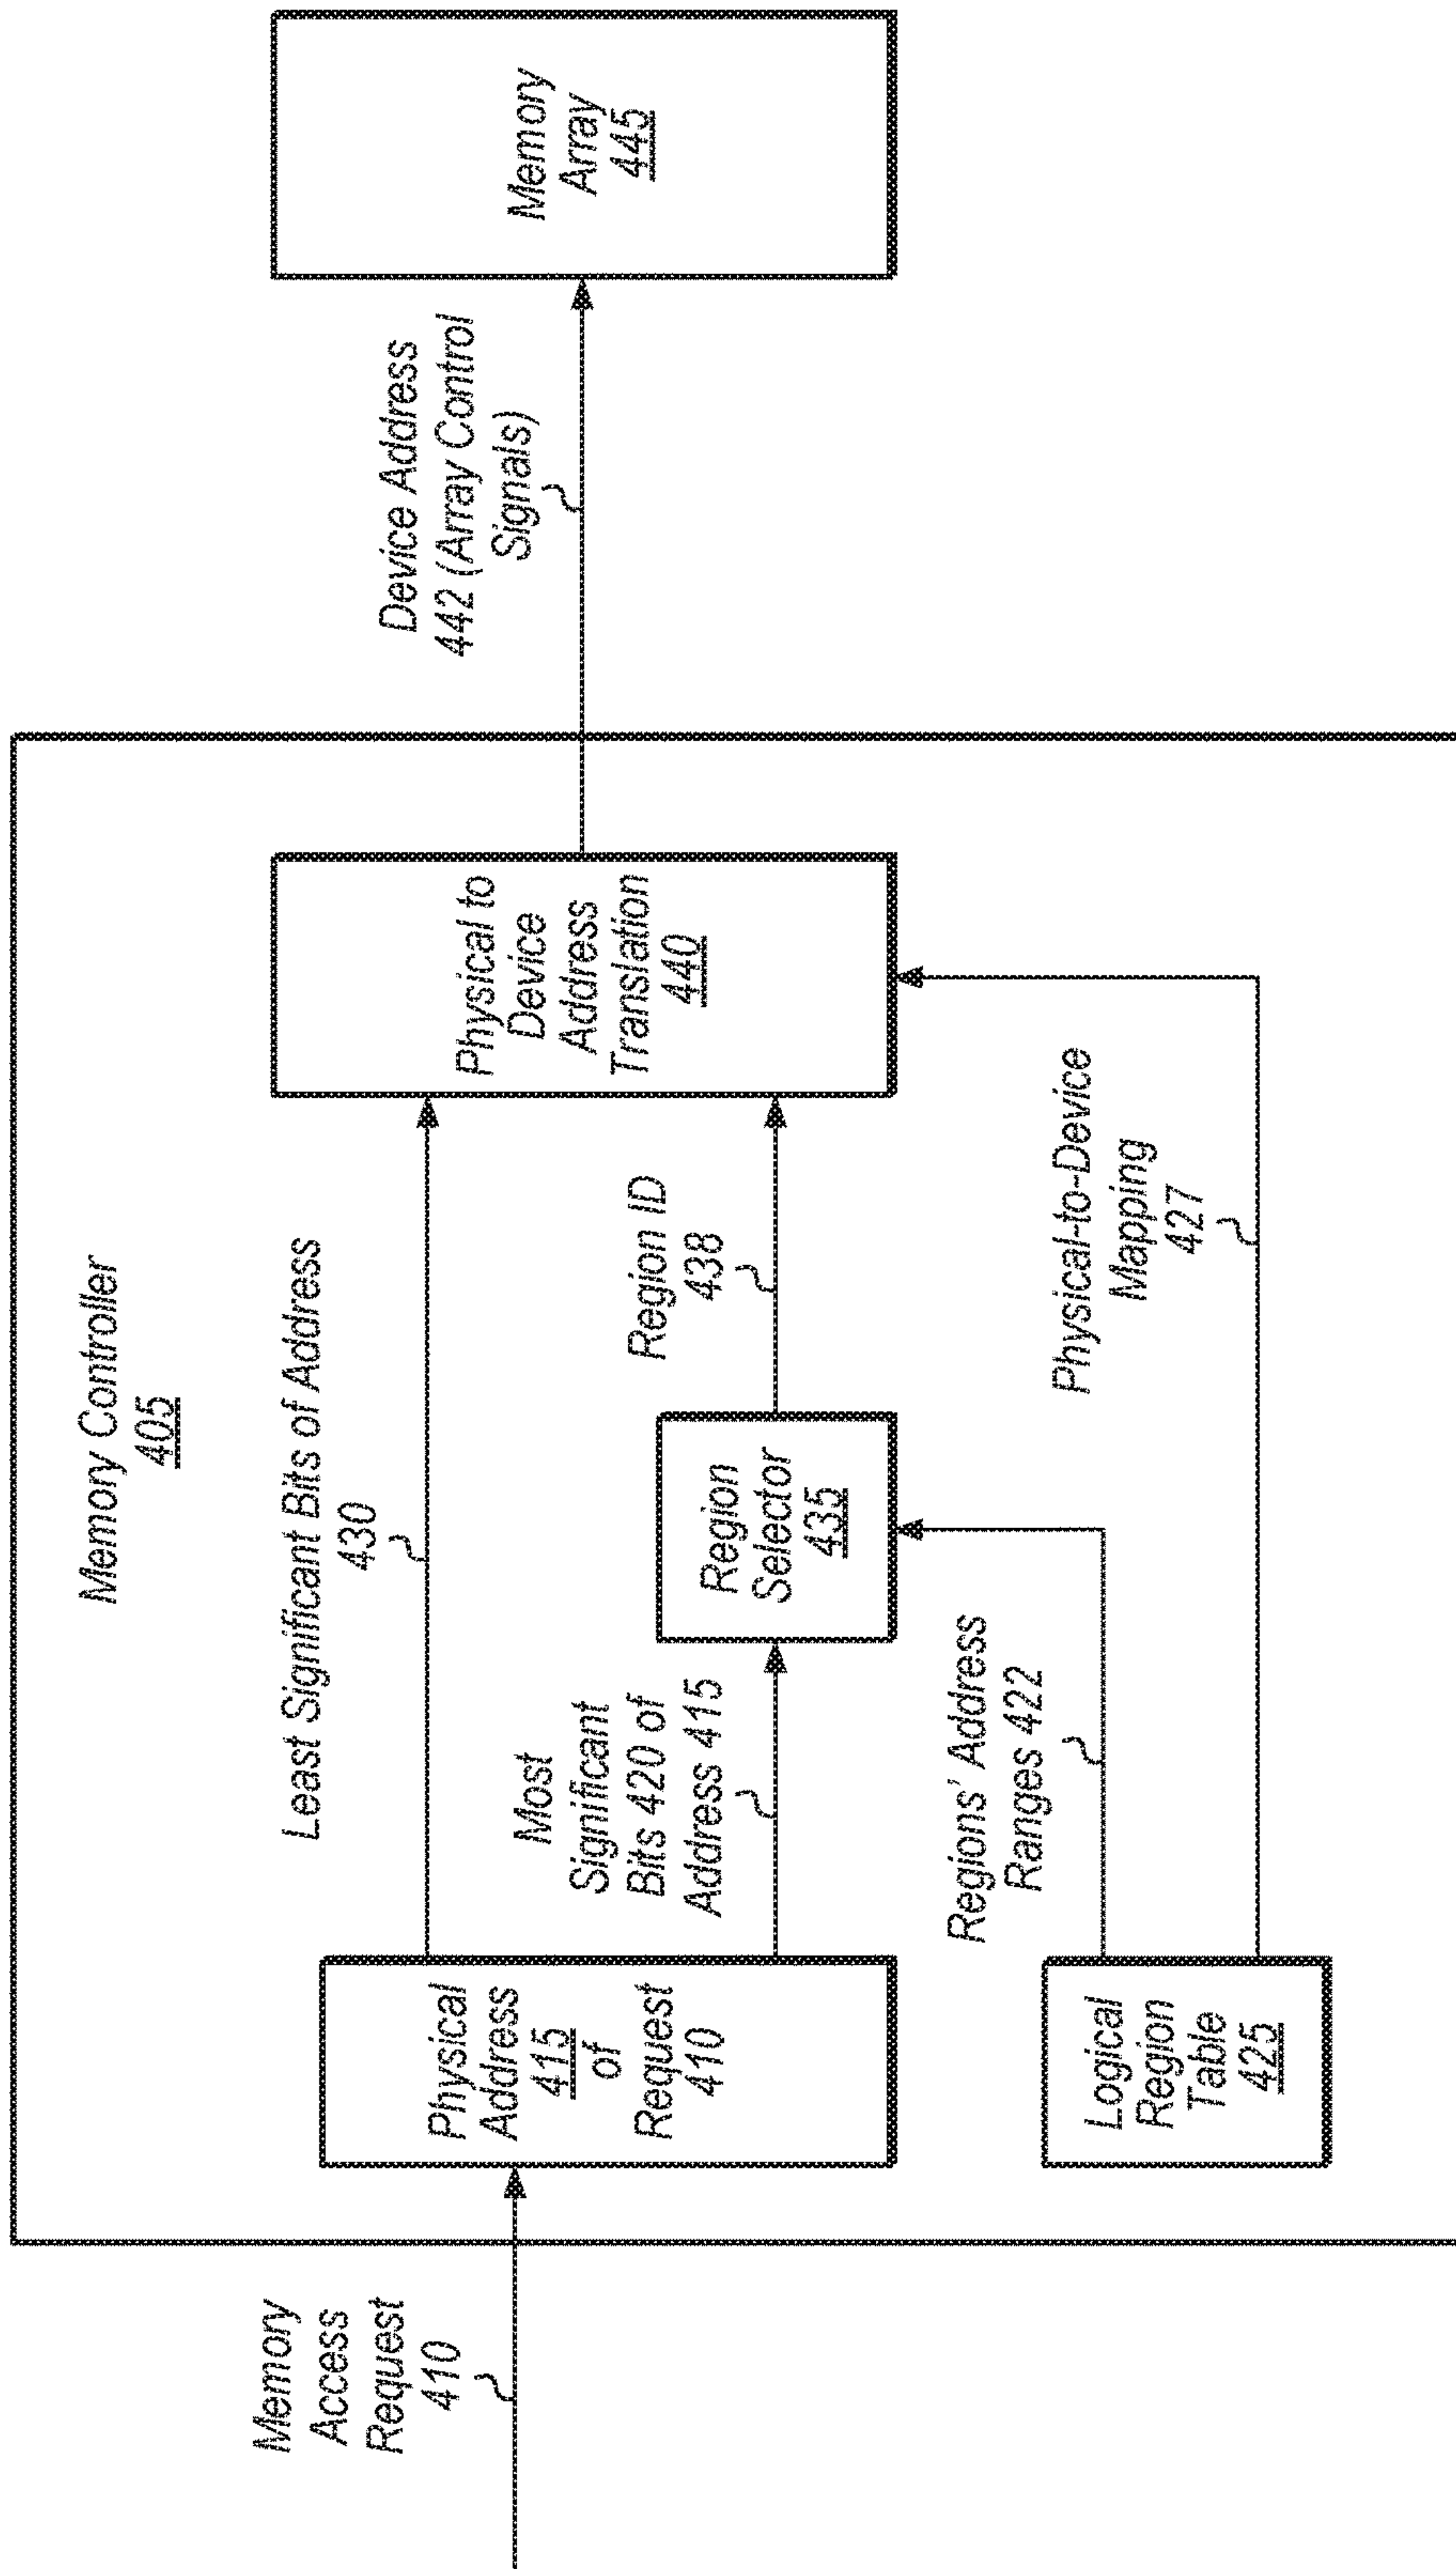 Memory Controller
405
Memory
Access
Request
410
Physical
Address
415
of
Request
410
Least Significant Bits of Address
430
Most
Significant
Bits 420 of
Address 415
Region
Selector
435
Region ID
438
Logical
Region
Table
425
Regions' Address
Ranges 422
Physical-to-Device
Mapping
427
Physical to
Device
Address
Translation
440
Device Address
442 (Array Control
Signals)
Memory
Array
445